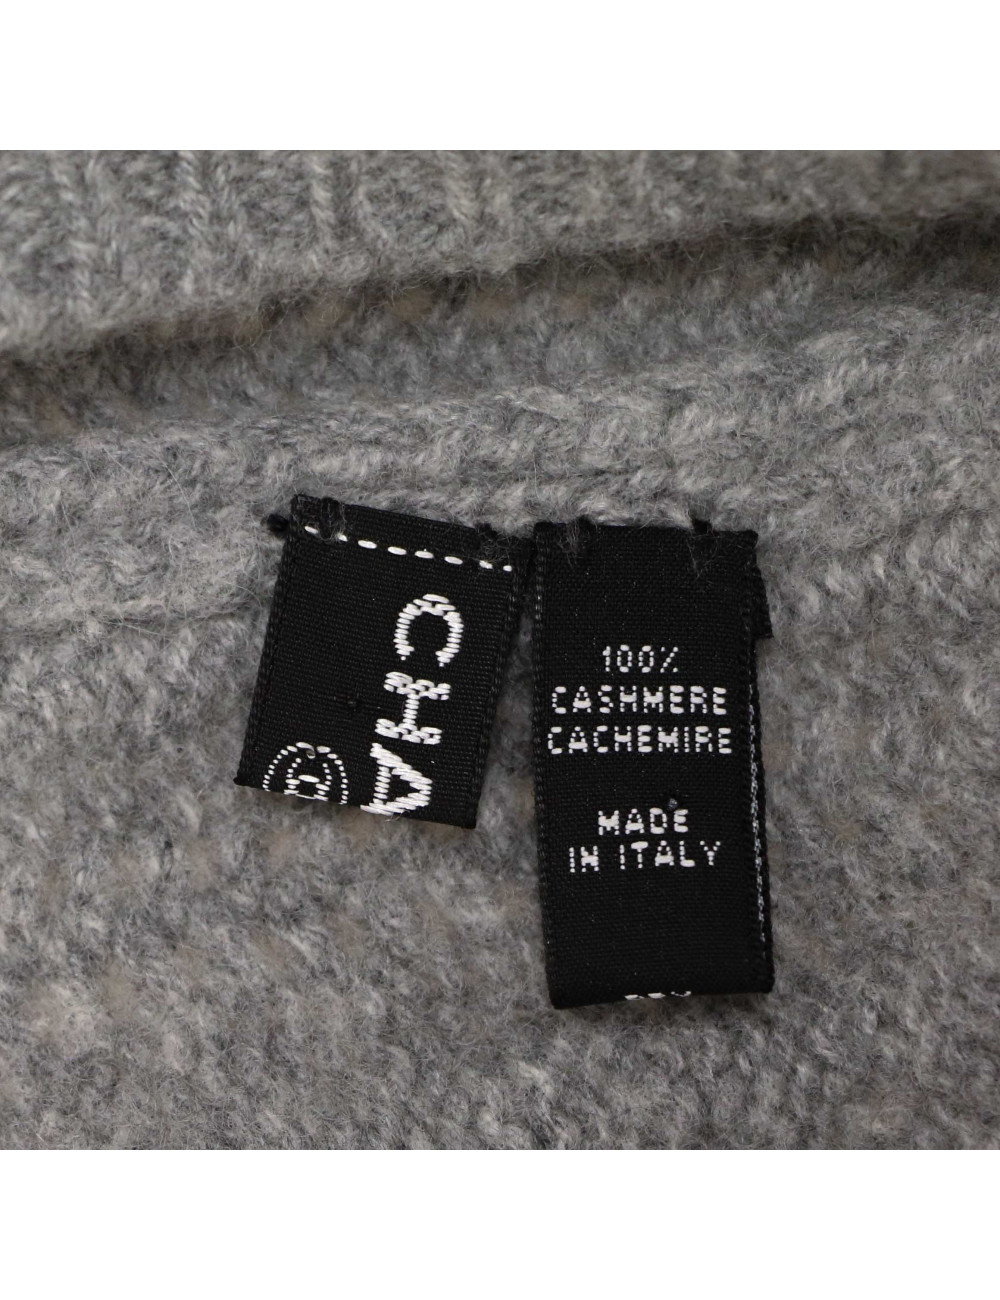 CHA
100%
CASHMERE
CACHEMIRE
MADE
IN ITALY